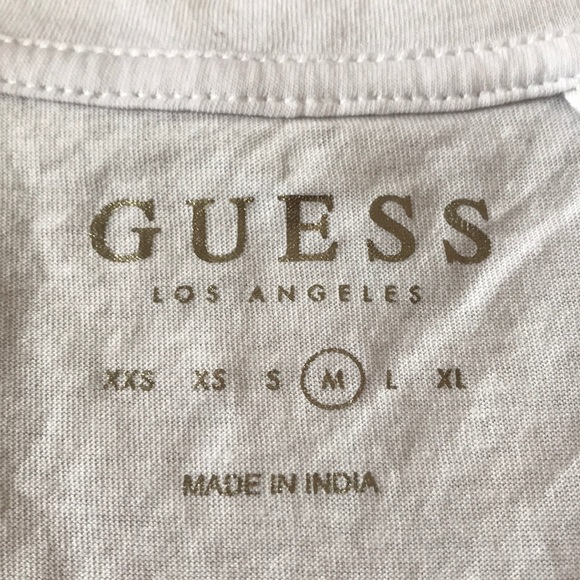 GUESS
LOS ANGELES
XXS XS S M L XL
MADE IN INDIA